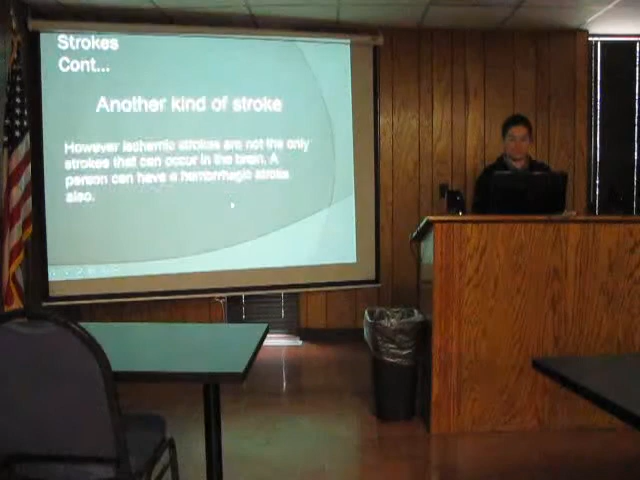 Strokes
Cont...
Another kind of stroke
However ischemic strokes are not the only
strokes that can occur in the brain. A
person can have a hemorrhagic stroke
also.